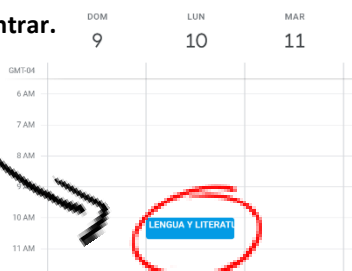 ntrar.
DOM LUN MAR
9 10 11
GMT-04
6 AM
7 AM
8 AM
10 AM
LENGUA Y LITERATU
11 AM